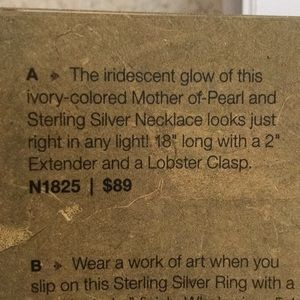 A ➢ The iridescent glow of this
ivory-colored Mother of-Pearl and
Sterling Silver Necklace looks just
right in any light! 18" long with a 2"
Extender and a Lobster Clasp.
N1825 | $89
B ➢ Wear a work of art when you
slip on this Sterling Silver Ring with a